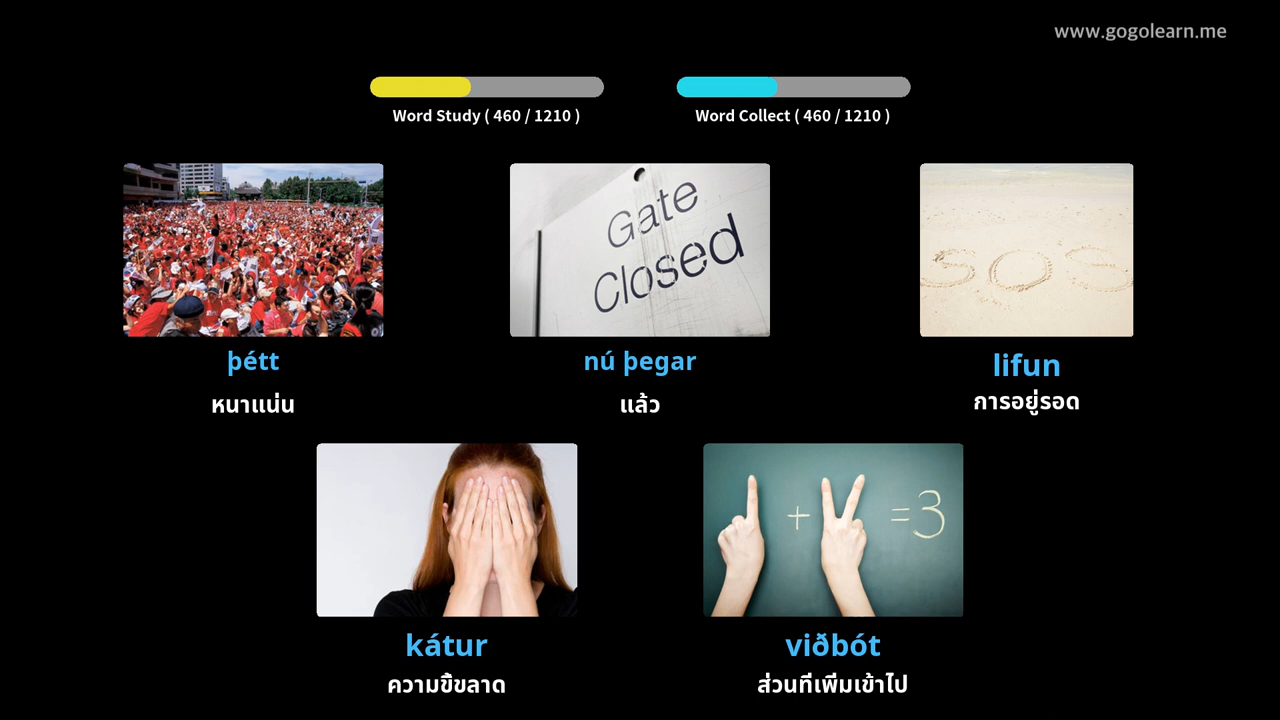 www.gogolearn.me
Word Study ( 460 / 1210 )
Word Collect ( 460 / 1210 )
Gate
Closed
SOS
þétt
nú þegar
lifun
หนาแน่น
แล้ว
การอยู่รอด
+ =3
kátur
viðbót
ความขี้ขลาด
ส่วนที่เพิ่มเข้าไป